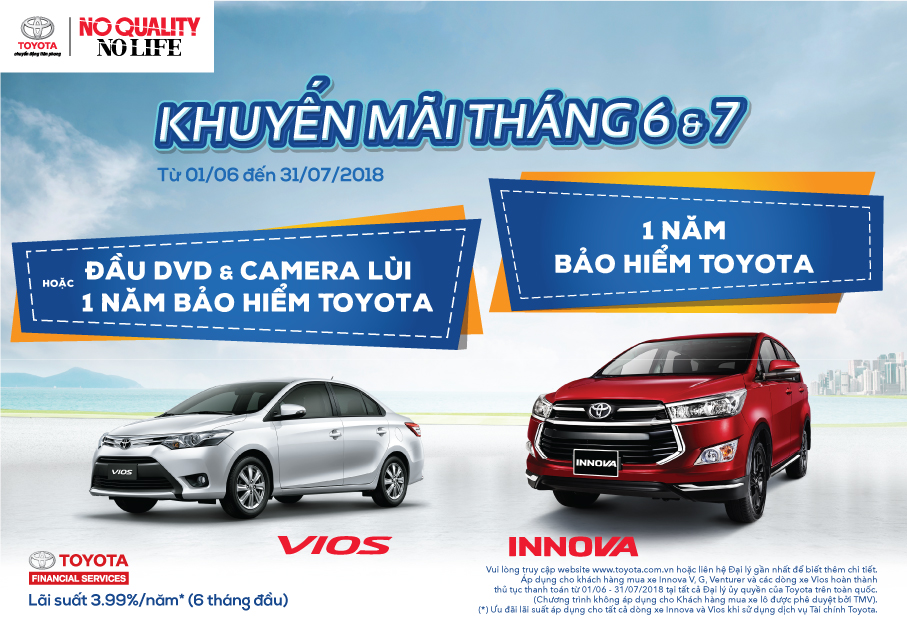 TOYOTA
chuyển động tiên phong
NO QUALITY
NO LIFE
KHUYẾN MÃI THÁNG 6 & 7
Từ 01/06 đến 31/07/2018
HOẶC
ĐẦU DVD & CAMERA LÙI
1 NĂM BẢO HIỂM TOYOTA
1 NĂM
BẢO HIỂM TOYOTA
VIOS
INNOVA
VIOS
INNOVA
TOYOTA
FINANCIAL SERVICES
Lãi suất 3.99%/năm* (6 tháng đầu)
Vui lòng truy cập website www.toyota.com.vn hoặc liên hệ Đại lý gần nhất để biết thêm chi tiết.
Áp dụng cho khách hàng mua xe Innova V, G, Venturer và các dòng xe Vios hoàn thành
thủ tục thanh toán từ 01/06 - 31/07/2018 tại tất cả Đại lý ủy quyền của Toyota trên toàn quốc.
(Chương trình không áp dụng cho Khách hàng mua xe lô được phê duyệt bởi TMV).
(*) Ưu đãi lãi suất áp dụng cho tất cả dòng xe Innova và Vios khi sử dụng dịch vụ Tài chính Toyota.